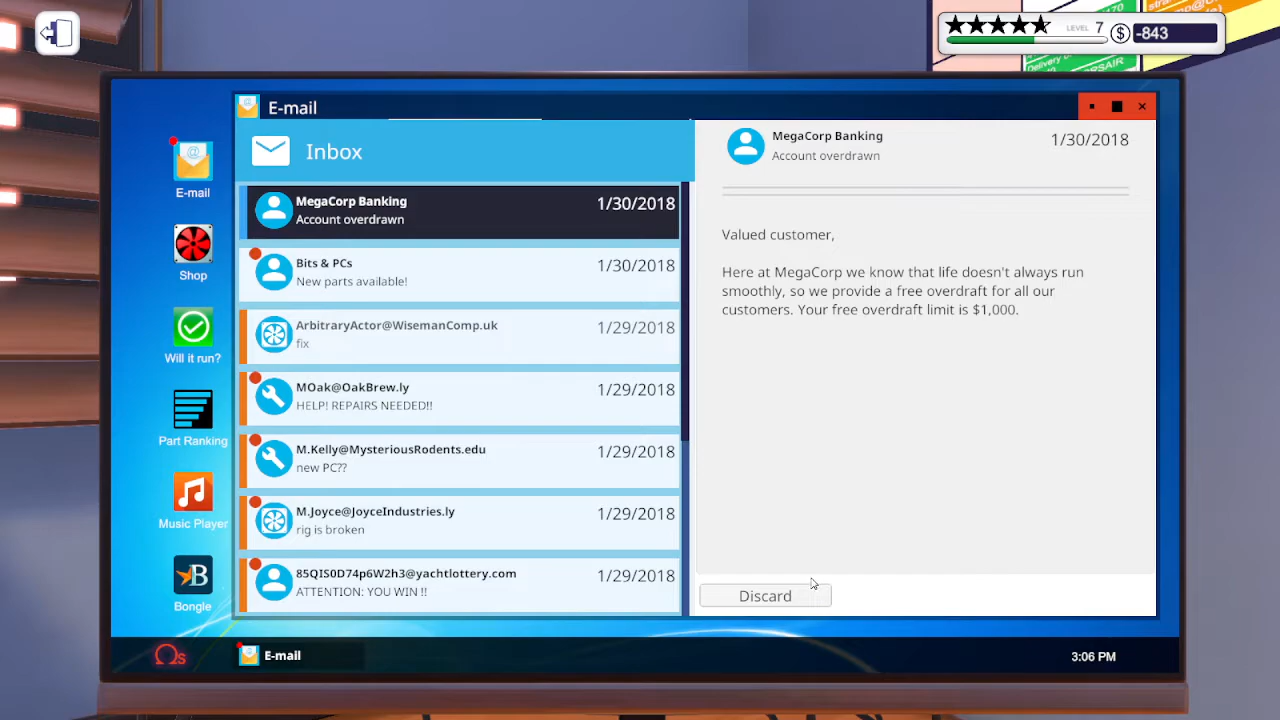 LEVEL 7
$ -843
Delivery
CORSAIR
E-mail
Inbox
E-mail
Shop
Will it run?
Part Ranking
Music Player
Bongle
MegaCorp Banking
1/30/2018
Account overdrawn
Bits & PCs
1/30/2018
New parts available!
ArbitraryActor@WisemanComp.uk
1/29/2018
fix
MOak@OakBrew.ly
1/29/2018
HELP! REPAIRS NEEDED!!
M.Kelly@MysteriousRodents.edu
1/29/2018
new PC??
M.Joyce@JoyceIndustries.ly
1/29/2018
rig is broken
85QIS0D74p6W2h3@yachtlottery.com
1/29/2018
ATTENTION: YOU WIN !!
MegaCorp Banking
1/30/2018
Account overdrawn
Valued customer,
Here at MegaCorp we know that life doesn't always run
smoothly, so we provide a free overdraft for all our
customers. Your free overdraft limit is $1,000.
Discard
Ωs
E-mail
3:06 PM